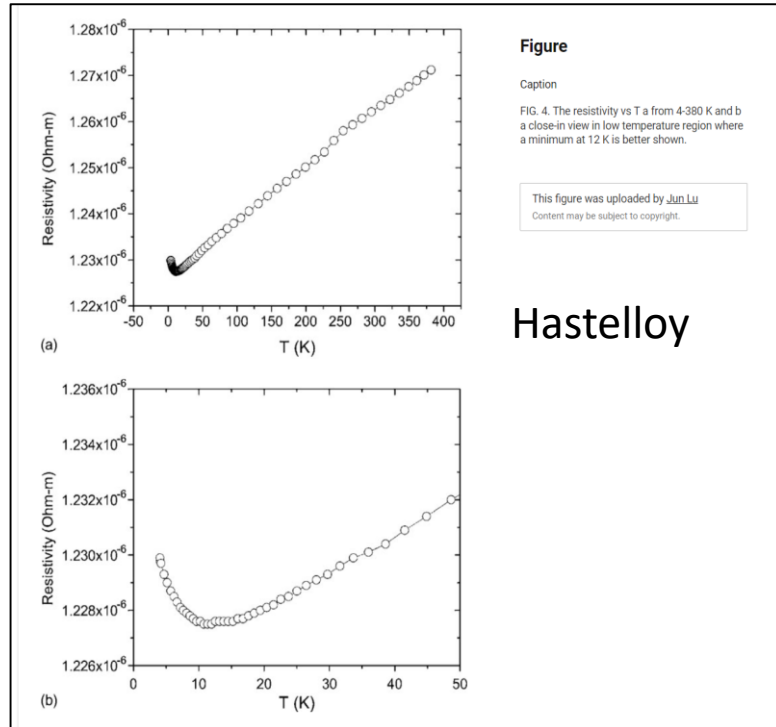 1.28x10-6
1.27x10-6
1.26x10-6
1.25x10-6
1.24x10-6
1.23x10-6
1.22x10-6
Resistivity (Ohm-m)
-50 0 50 100 150 200 250 300 350 400
(a)
T (K)
Figure
Caption
FIG. 4. The resistivity vs T a from 4-380 K and b
a close-in view in low temperature region where
a minimum at 12 K is better shown.
This figure was uploaded by Jun Lu
Content may be subject to copyright.
Hastelloy
1.236x10-6
1.234x10-6
1.232x10-6
1.230x10-6
1.228x10-6
1.226x10-6
Resistivity (Ohm-m)
0 10 20 30 40 50
(b)
T (K)